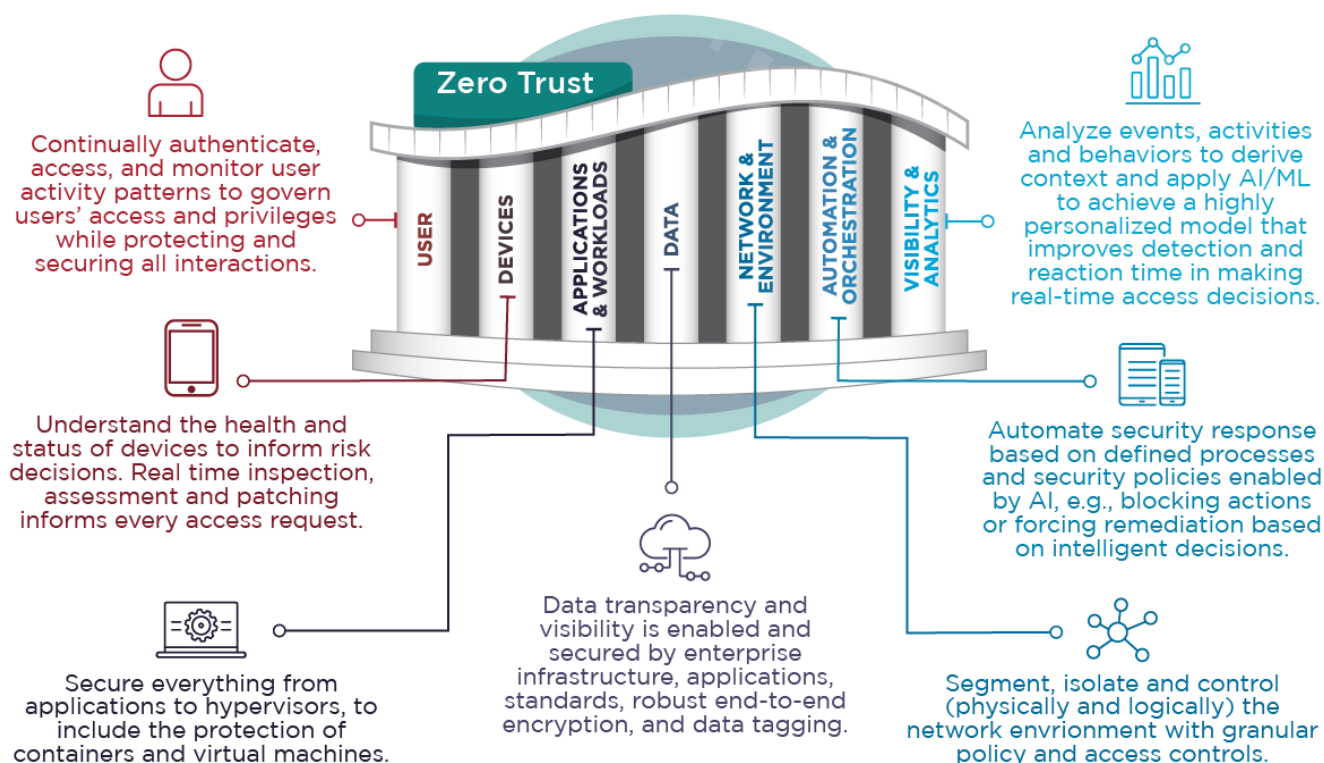 Zero Trust
USER
DEVICES
APPLICATIONS
& WORKLOADS
DATA
NETWORK &
ENVIRONMENT
AUTOMATION &
ORCHESTRATION
VISIBILITY &
ANALYTICS
Continually authenticate,
access, and monitor user
activity patterns to govern
users’ access and privileges
while protecting and
securing all interactions.
Understand the health and
status of devices to inform risk
decisions. Real time inspection,
assessment and patching
informs every access request.
Secure everything from
applications to hypervisors, to
include the protection of
containers and virtual machines.
Data transparency and
visibility is enabled and
secured by enterprise
infrastructure, applications,
standards, robust end-to-end
encryption, and data tagging.
Analyze events, activities
and behaviors to derive
context and apply AI/ML
to achieve a highly
personalized model that
improves detection and
reaction time in making
real-time access decisions.
Automate security response
based on defined processes
and security policies enabled
by AI, e.g., blocking actions
or forcing remediation based
on intelligent decisions.
Segment, isolate and control
(physically and logically) the
network envrionment with granular
policy and access controls.